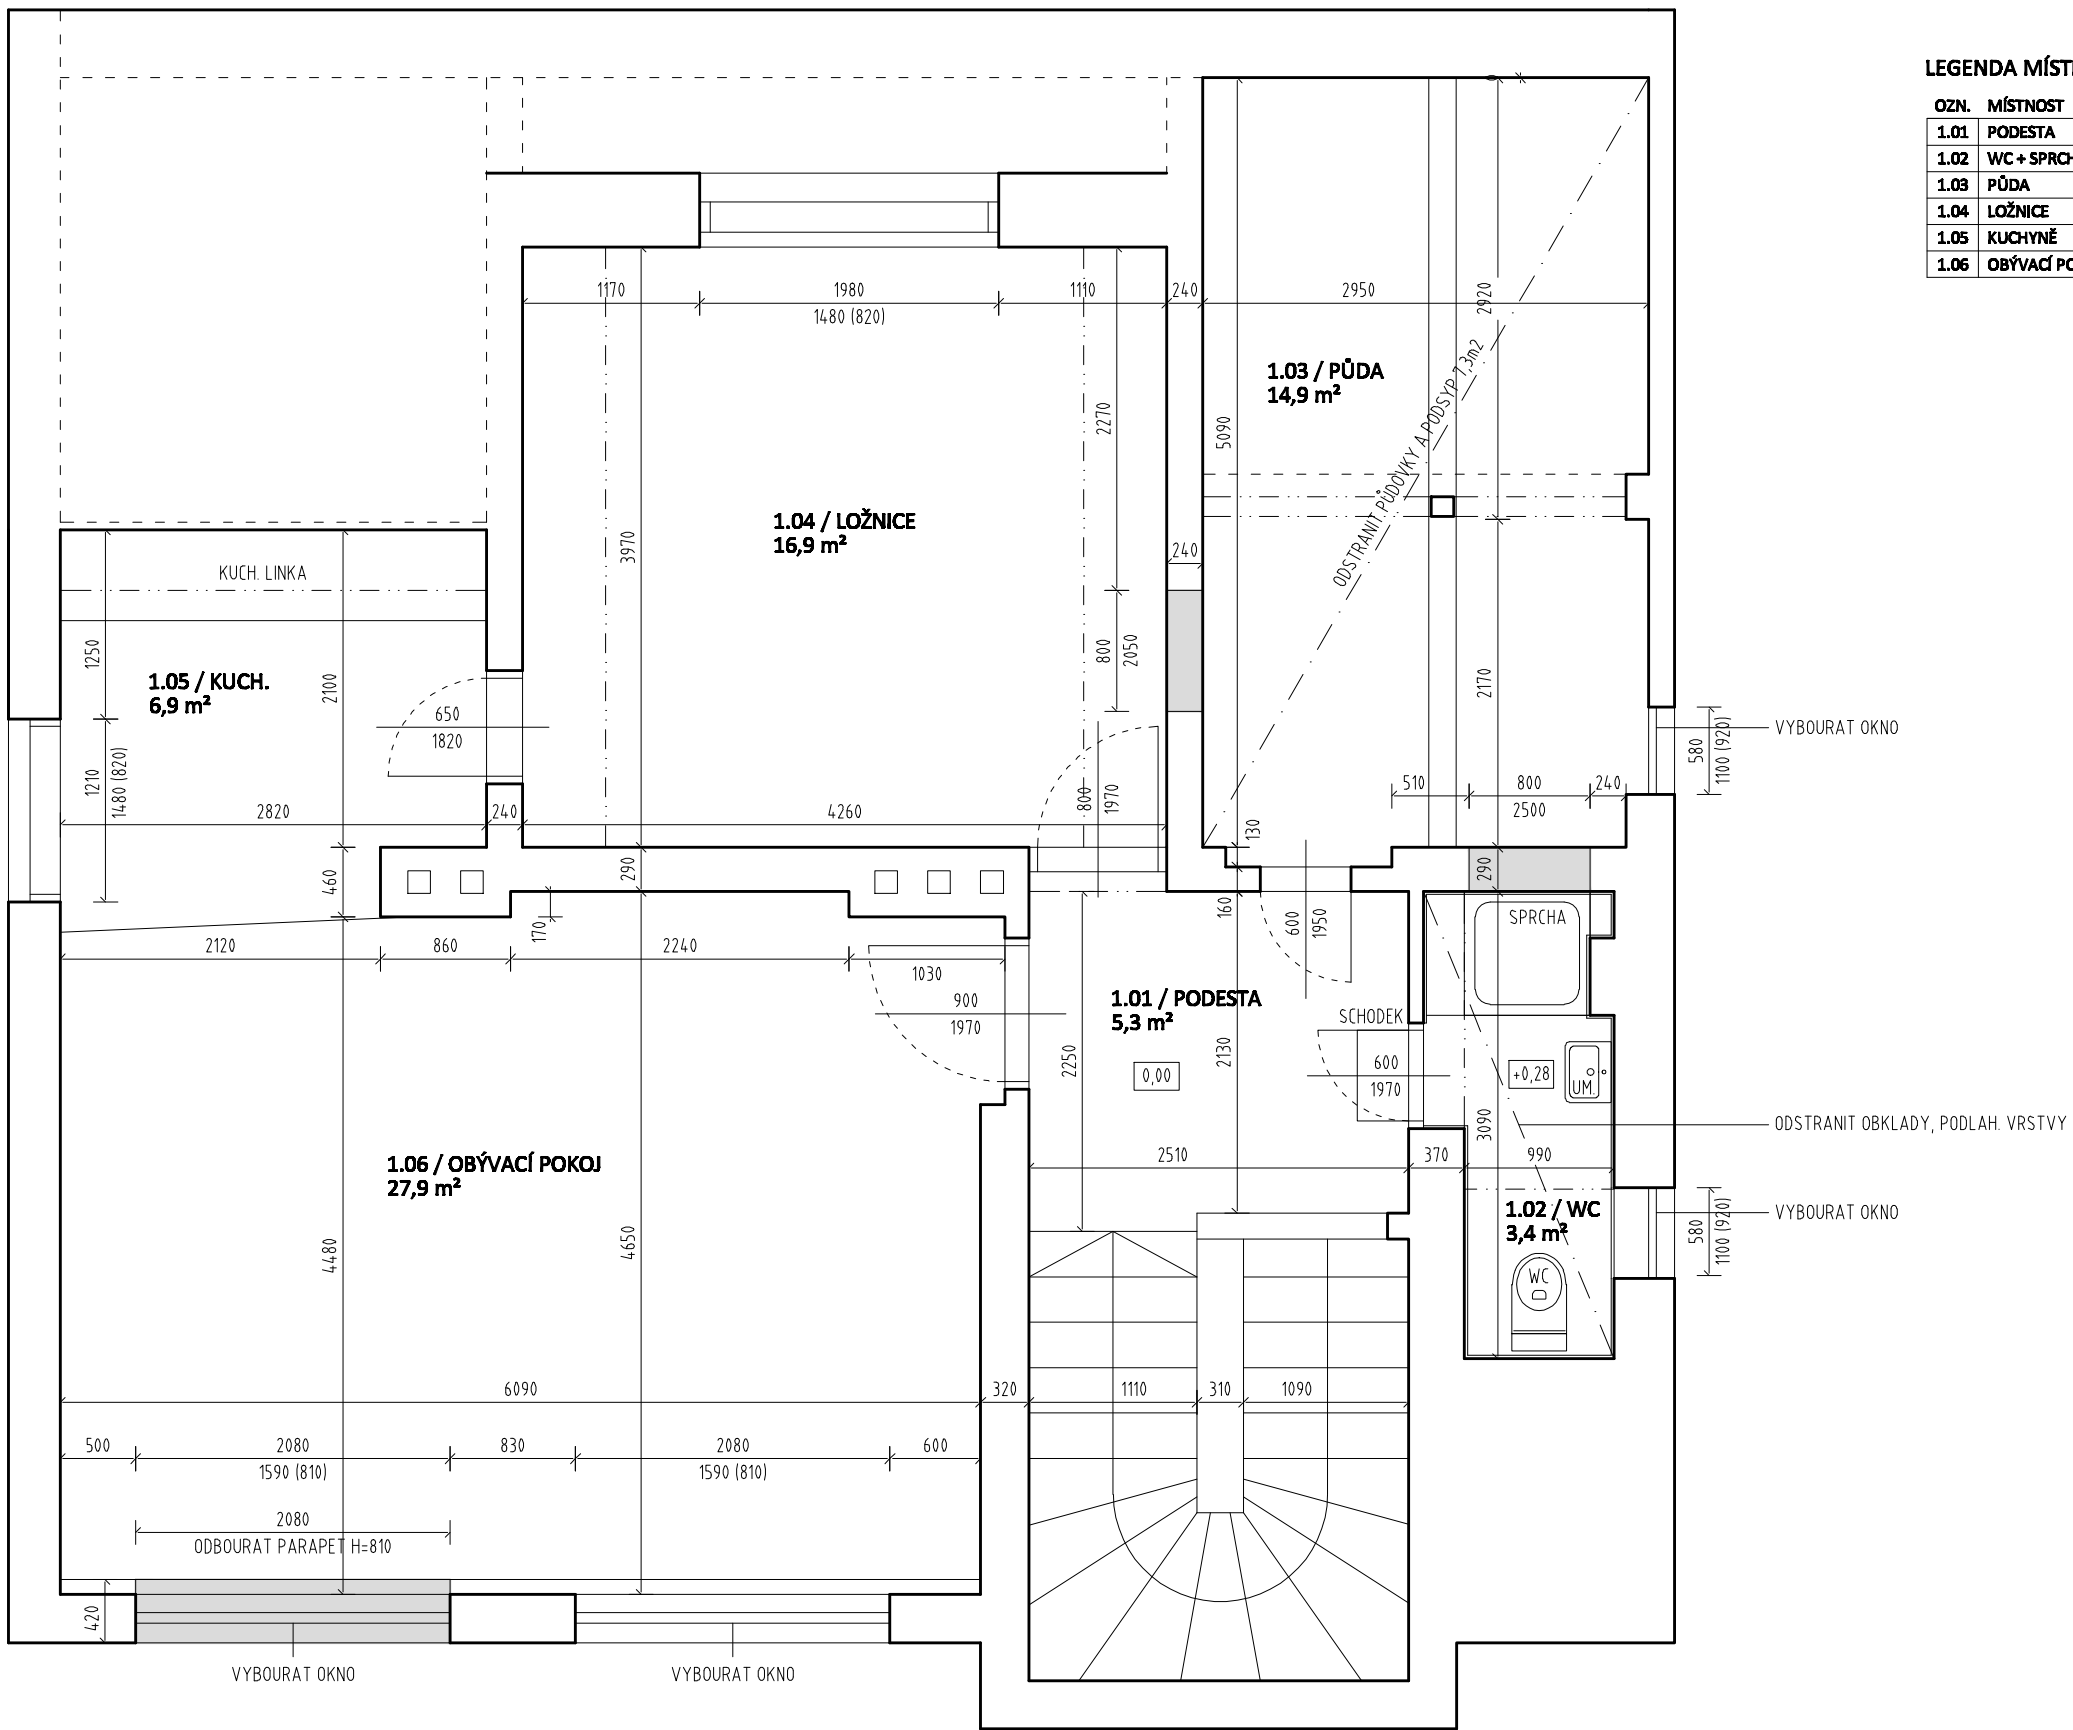 LEGENDA MÍST
OZN. MÍSTNOST
1.01 PODESTA
1.02 WC + SPRCH
1.03 PŮDA
1.04 LOŽNICE
1.05 KUCHYNĚ
1.06 OBÝVACÍ PO
1170
1980
1480 (820)
1110
240
2950
2920
1.03 / PŮDA
14,9 m²
ODSTRANIT PŮDOVKY A PODSYP 7,3m2
2270
5090
1.04 / LOŽNICE
16,9 m²
3970
240
KUCH. LINKA
1250
1.05 / KUCH.
6,9 m²
2100
650
1820
800
2050
2170
VYBOURAT OKNO
580
1100 (920)
1210
1480 (820)
2820
240
4260
800
1970
510
800
2500
240
130
460
290
290
170
160
600
1950
SPRCHA
2120
860
2240
1030
900
1970
1.01 / PODESTA
5,3 m²
SCHODEK
2250
0,00
2130
600
1970
+0,28
UM.
3090
ODSTRANIT OBKLADY, PODLAH. VRSTVY
1.06 / OBÝVACÍ POKOJ
27,9 m²
2510
370
990
1.02 / WC
3,4 m²
VYBOURAT OKNO
580
1100 (920)
4480
4650
WC
6090
320
1110
310
1090
500
2080
1590 (810)
830
2080
1590 (810)
600
2080
ODBOURAT PARAPET H=810
420
VYBOURAT OKNO
VYBOURAT OKNO